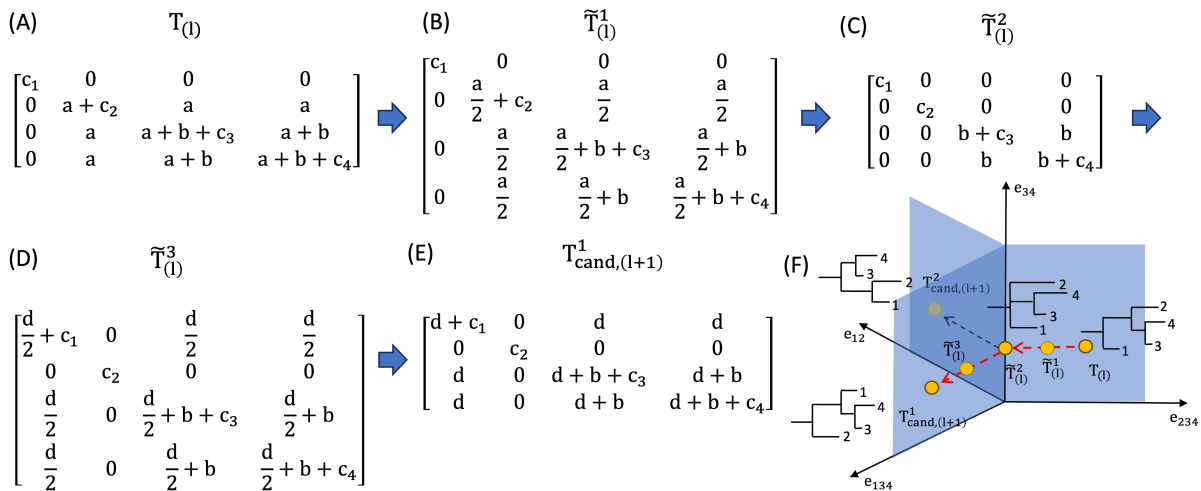 (A) T₍ₗ₎
[c₁ 0 0 0
0 a + c₂ a a
0 a a + b + c₃ a + b
0 a a + b a + b + c₄]
(B) T̃¹₍ₗ₎
[c₁ 0 0 0
0 a/2 + c₂ a/2 a/2
0 a/2 a/2 + b + c₃ a/2 + b
0 a/2 a/2 + b a/2 + b + c₄]
(C) T̃²₍ₗ₎
[c₁ 0 0 0
0 c₂ 0 0
0 0 b + c₃ b
0 0 b b + c₄]
(D) T̃³₍ₗ₎
[d/2 + c₁ 0 d/2 d/2
0 c₂ 0 0
d/2 0 d/2 + b + c₃ d/2 + b
d/2 0 d/2 + b d/2 + b + c₄]
(E) T¹cand,(l+1)
[d + c₁ 0 d d
0 c₂ 0 0
d 0 d + b + c₃ d + b
d 0 d + b d + b + c₄]
(F)
e₃₄
4
3
2
1
T²cand,(l+1)
2
4
3
1
2
4
3
1
e₁₂
T̃³₍ₗ₎
T̃²₍ₗ₎
T̃¹₍ₗ₎
T₍ₗ₎
1
4
3
2
T¹cand,(l+1)
e₂₃₄
e₁₃₄